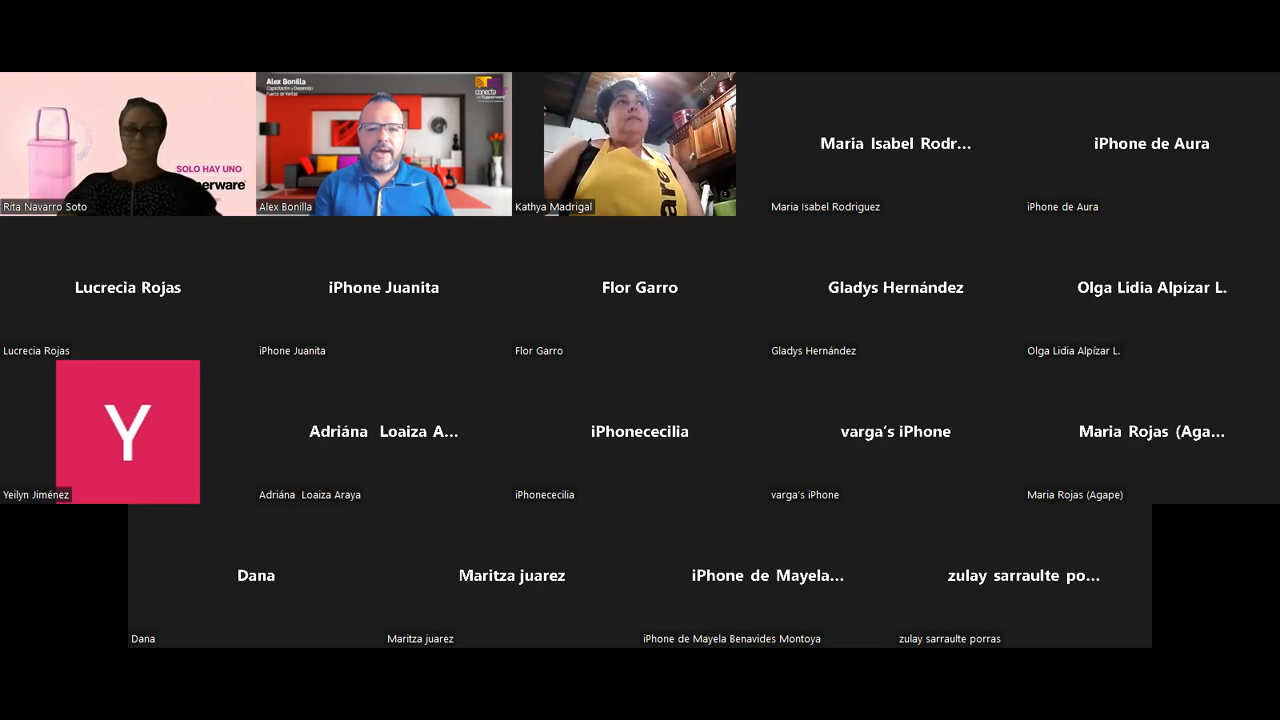 SOLO HAY UNO
perware
Rita Navarro Soto
Alex Bonilla
Capacitación y Desarrollo
Fuerza de Ventas
conecta
Alex Bonilla
are
Kathya Madrigal
Maria Isabel Rodr...
Maria Isabel Rodriguez
iPhone de Aura
iPhone de Aura
Lucrecia Rojas
Lucrecia Rojas
iPhone Juanita
iPhone Juanita
Flor Garro
Flor Garro
Gladys Hernández
Gladys Hernández
Olga Lidia Alpízar L.
Olga Lidia Alpízar L.
Y
Yeilyn Jiménez
Adriána Loaiza A...
Adriána Loaiza Araya
iPhonececilia
iPhonececilia
varga's iPhone
varga's iPhone
Maria Rojas (Aga...
Maria Rojas (Agape)
Dana
Dana
Maritza juarez
Maritza juarez
iPhone de Mayela...
iPhone de Mayela Benavides Montoya
zulay sarraulte po...
zulay sarraulte porras